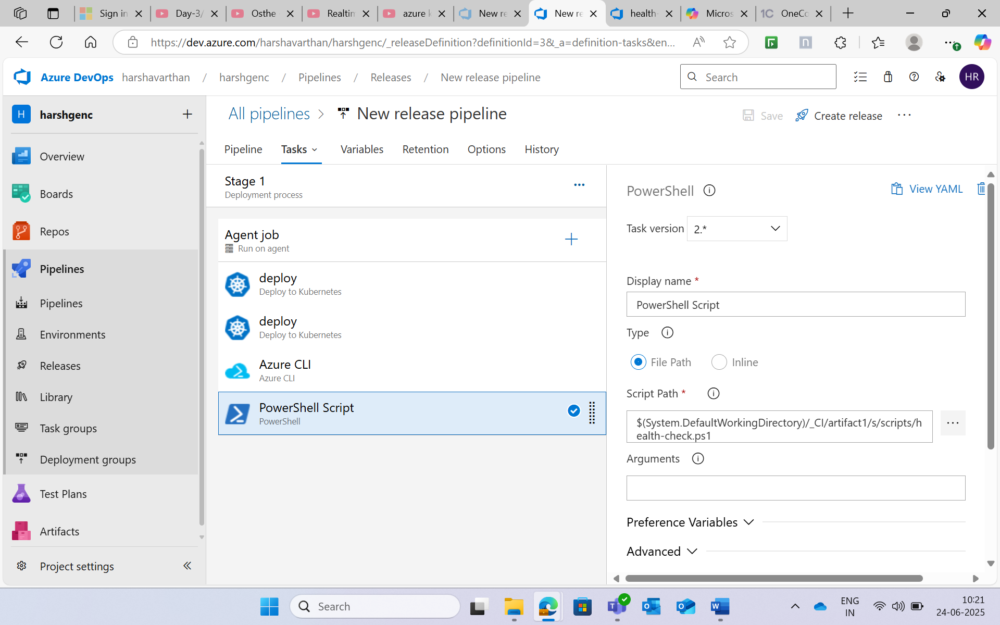 Sign in
Day-3/
Osthe
Realtim
azure k
New re
New re
health-
Micros
1C
OneCo
https://dev.azure.com/harshavarthan/harshgenc/_releaseDefinition?definitionId=3&_a=definition-tasks&en...
n
Azure DevOps
harshavarthan / harshgenc / Pipelines / Releases / New release pipeline
Search
HR
H
harshgenc
Overview
Boards
Repos
Pipelines
Pipelines
Environments
Releases
Library
Task groups
Deployment groups
Test Plans
Artifacts
Project settings
All pipelines > New release pipeline
Save
Create release
Pipeline
Tasks
Variables
Retention
Options
History
Stage 1
Deployment process
Agent job
Run on agent
deploy
Deploy to Kubernetes
deploy
Deploy to Kubernetes
Azure CLI
Azure CLI
PowerShell Script
PowerShell
PowerShell
View YAML
Task version
2.*
Display name *
PowerShell Script
Type
File Path
Inline
Script Path *
$(System.DefaultWorkingDirectory)/_CI/artifact1/s/scripts/h
ealth-check.ps1
Arguments
Preference Variables
Advanced
Search
ENG
IN
10:21
24-06-2025